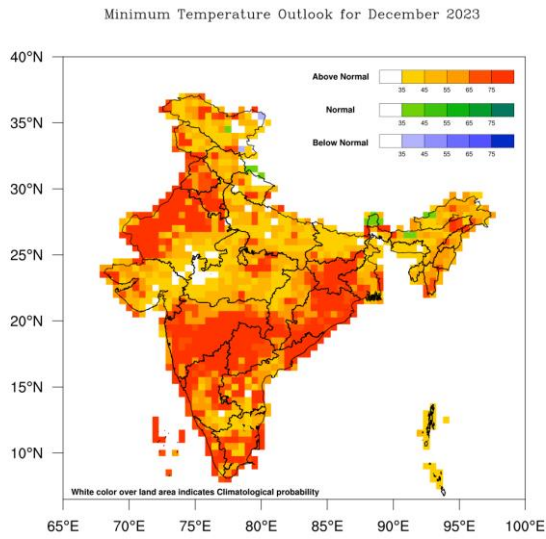 Minimum Temperature Outlook for December 2023
40°N
35°N
30°N
25°N
20°N
15°N
10°N
Above Normal
35 45 55 65 75
Normal
35 45 55 65 75
Below Normal
35 45 55 65 75
White color over land area indicates Climatological probability
65°E 70°E 75°E 80°E 85°E 90°E 95°E 100°E